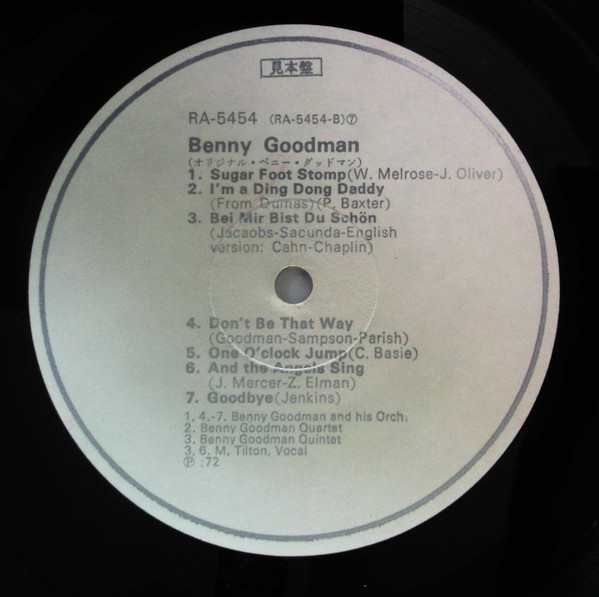 見本盤
RA-5454 (RA-5454-B)⑦
Benny Goodman
(オリジナル・ベニー・グッドマン)
1. Sugar Foot Stomp(W. Melrose-J. Oliver)
2. I'm a Ding Dong Daddy
(From Dumas)(P. Baxter)
3. Bei Mir Bist Du Schön
(Jacaobs-Sacunda-English
version: Cahn-Chaplin)
4. Don't Be That Way
(Goodman-Sampson-Parish)
5. One O'clock Jump(C. Basie)
6. And the Angels Sing
(J. Mercer-Z. Elman)
7. Goodbye(Jenkins)
1. 4.-7. Benny Goodman and his Orch.
2. Benny Goodman Quartet
3. Benny Goodman Quintet
3, 6, M. Tilton, Vocal
Ⓟ :72